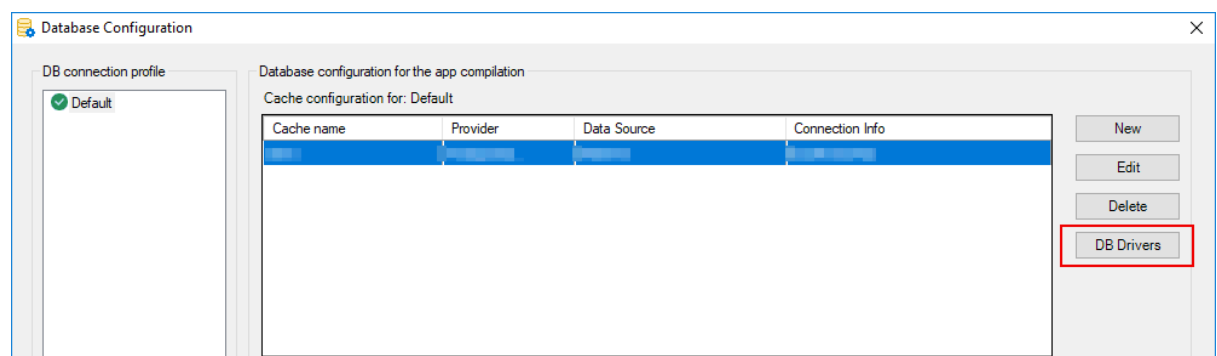 Database Configuration
DB connection profile
Default
Database configuration for the app compilation
Cache configuration for: Default
Cache name Provider Data Source Connection Info
New
Edit
Delete
DB Drivers